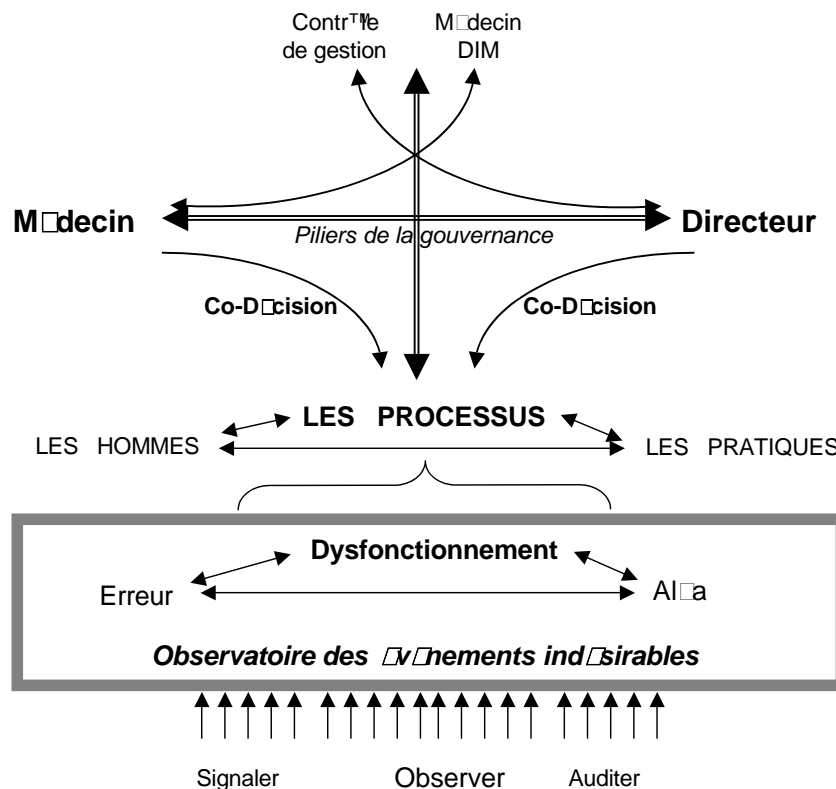 Contr™le
de gestion
M□decin
DIM
M□decin
Directeur
Piliers de la gouvernance
Co-D□cision
Co-D□cision
LES PROCESSUS
LES HOMMES
LES PRATIQUES
Dysfonctionnement
Erreur
Al□a
Observatoire des □v□nements ind□sirables
Signaler
Observer
Auditer